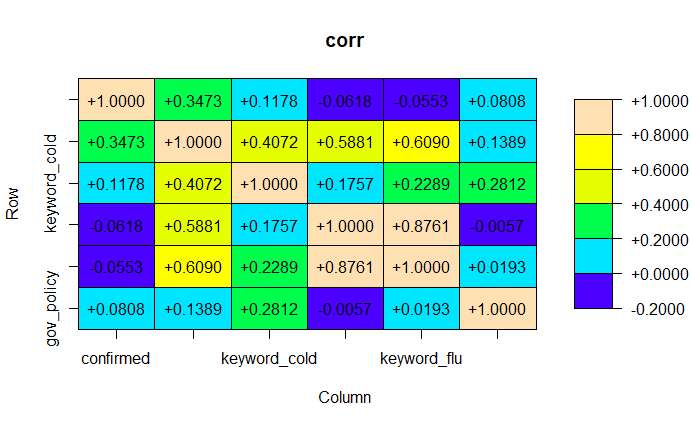 corr
+1.0000 +0.3473 +0.1178 -0.0618 -0.0553 +0.0808
+0.3473 +1.0000 +0.4072 +0.5881 +0.6090 +0.1389
+0.1178 +0.4072 +1.0000 +0.1757 +0.2289 +0.2812
-0.0618 +0.5881 +0.1757 +1.0000 +0.8761 -0.0057
-0.0553 +0.6090 +0.2289 +0.8761 +1.0000 +0.0193
+0.0808 +0.1389 +0.2812 -0.0057 +0.0193 +1.0000
Row
keyword_cold
gov_policy
confirmed keyword_cold keyword_flu
Column
+1.0000
+0.8000
+0.6000
+0.4000
+0.2000
+0.0000
-0.2000